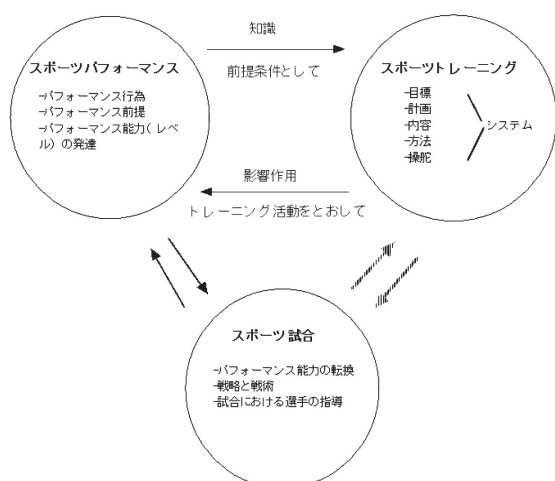 知識
スポーツパフォーマンス
前提条件として
スポーツトレーニング
-パフォーマンス行為
-パフォーマンス前提
-パフォーマンス能力(レベ
ル)の発達
-目標
-計画
-内容
-方法
-操舵
システム
影響作用
トレーニング活動をとおして
スポーツ試合
-パフォーマンス能力の転換
-戦略と戦術
-試合における選手の指導